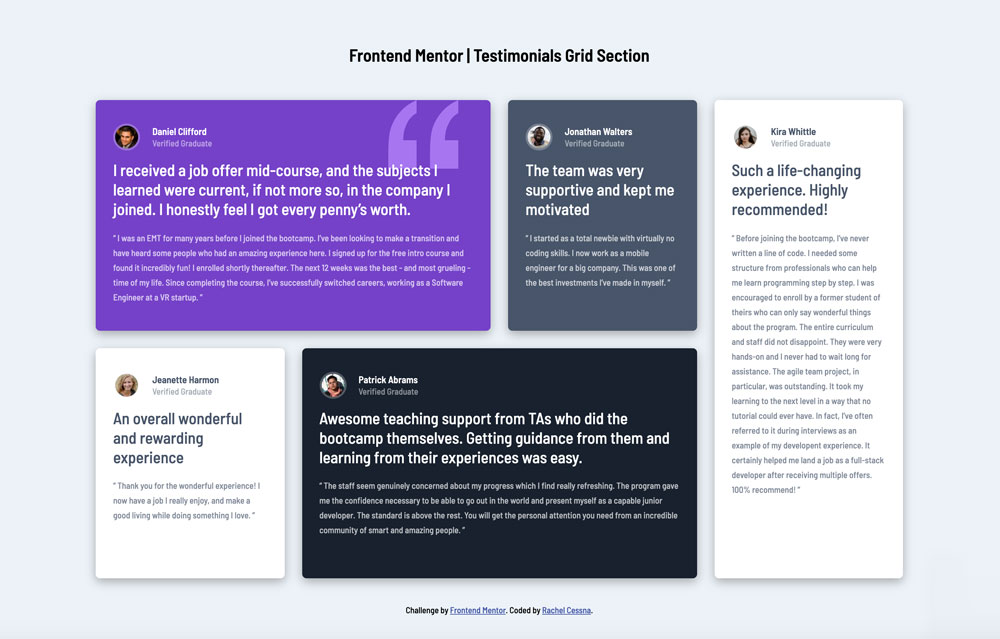 Frontend Mentor | Testimonials Grid Section
Daniel Clifford
Verified Graduate
I received a job offer mid-course, and the subjects I
learned were current, if not more so, in the company I
joined. I honestly feel I got every penny’s worth.
“ I was an EMT for many years before I joined the bootcamp. I’ve been looking to make a transition and
have heard some people who had an amazing experience here. I signed up for the free intro course and
found it incredibly fun! I enrolled shortly thereafter. The next 12 weeks was the best - and most grueling -
time of my life. Since completing the course, I’ve successfully switched careers, working as a Software
Engineer at a VR startup. ”
Jonathan Walters
Verified Graduate
The team was very
supportive and kept me
motivated
“ I started as a total newbie with virtually no
coding skills. I now work as a mobile
engineer for a big company. This was one of
the best investments I’ve made in myself. ”
Kira Whittle
Verified Graduate
Such a life-changing
experience. Highly
recommended!
“ Before joining the bootcamp, I’ve never
written a line of code. I needed some
structure from professionals who can help
me learn programming step by step. I was
encouraged to enroll by a former student of
theirs who can only say wonderful things
about the program. The entire curriculum
and staff did not disappoint. They were very
hands-on and I never had to wait long for
assistance. The agile team project, in
particular, was outstanding. It took my
learning to the next level in a way that no
tutorial could ever have. In fact, I’ve often
referred to it during interviews as an
example of my developent experience. It
certainly helped me land a job as a full-stack
developer after receiving multiple offers.
100% recommend! ”
Jeanette Harmon
Verified Graduate
An overall wonderful
and rewarding
experience
“ Thank you for the wonderful experience! I
now have a job I really enjoy, and make a
good living while doing something I love. ”
Patrick Abrams
Verified Graduate
Awesome teaching support from TAs who did the
bootcamp themselves. Getting guidance from them and
learning from their experiences was easy.
“ The staff seem genuinely concerned about my progress which I find really refreshing. The program gave
me the confidence necessary to be able to go out in the world and present myself as a capable junior
developer. The standard is above the rest. You will get the personal attention you need from an incredible
community of smart and amazing people. ”
Challenge by Frontend Mentor. Coded by Rachel Cessna.